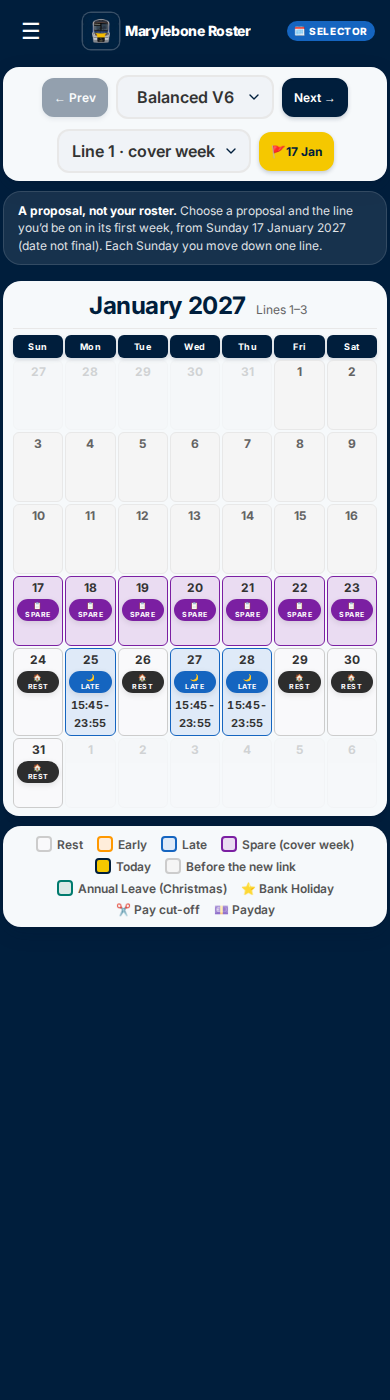 ☰ Marylebone Roster 🗓️ SELECTOR
← Prev Balanced V6 Next →
Line 1 · cover week 🚩17 Jan
A proposal, not your roster. Choose a proposal and the line
you'd be on in its first week, from Sunday 17 January 2027
(date not final). Each Sunday you move down one line.
January 2027 Lines 1–3
Sun Mon Tue Wed Thu Fri Sat
27 28 29 30 31 1 2
3 4 5 6 7 8 9
10 11 12 13 14 15 16
17 18 19 20 21 22 23
📋 📋 📋 📋 📋 📋 📋
SPARE SPARE SPARE SPARE SPARE SPARE SPARE
24 25 26 27 28 29 30
🏠 🌙 🏠 🌙 🌙 🏠 🏠
REST LATE REST LATE LATE REST REST
15:45- 15:45- 15:45-
23:55 23:55 23:55
31 1 2 3 4 5 6
🏠
REST
Rest Early Late Spare (cover week)
Today Before the new link
Annual Leave (Christmas) ⭐ Bank Holiday
✂️ Pay cut-off 💷 Payday